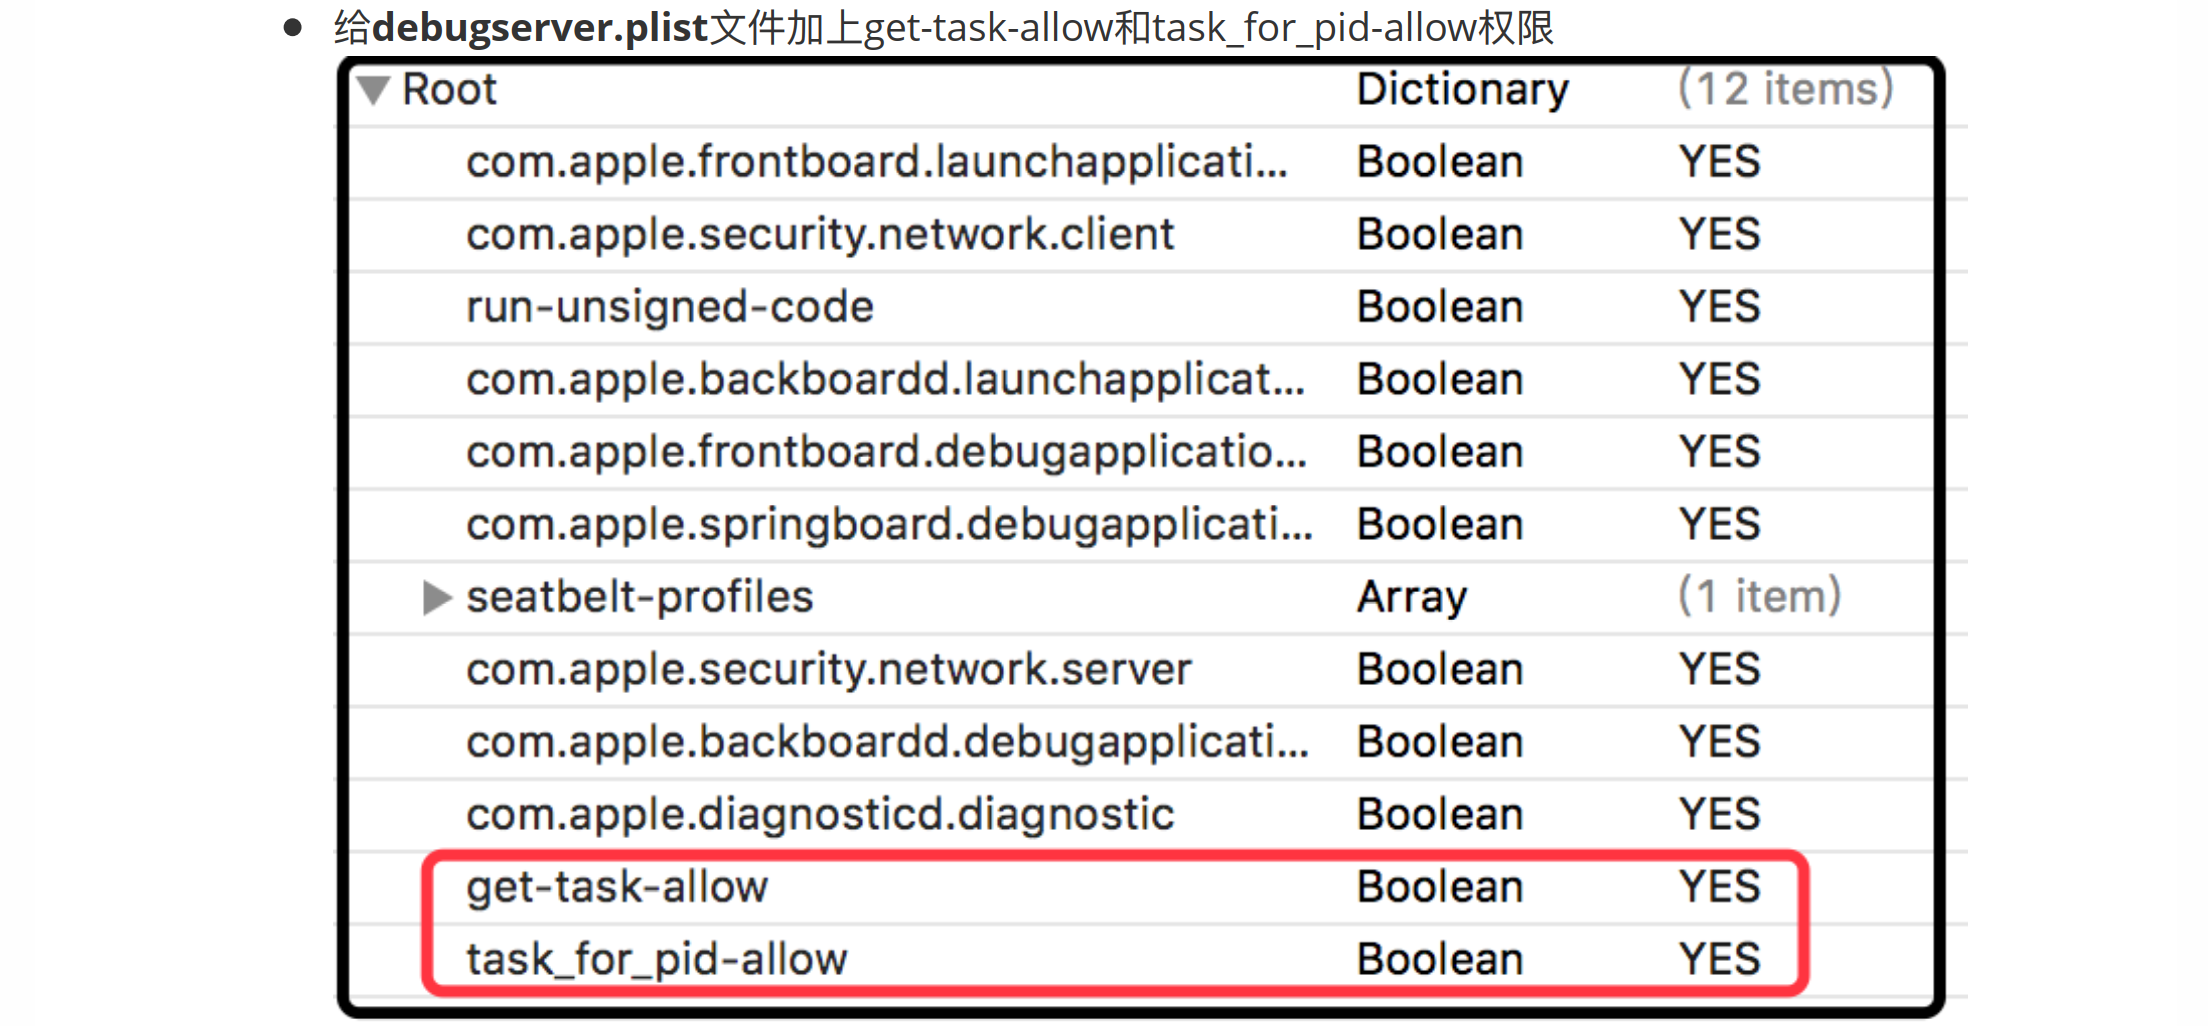 给debugserver.plist文件加上get-task-allow和task_for_pid-allow权限
Root Dictionary (12 items)
com.apple.frontboard.launchapplicati... Boolean YES
com.apple.security.network.client Boolean YES
run-unsigned-code Boolean YES
com.apple.backboardd.launchapplicat... Boolean YES
com.apple.frontboard.debugapplicatio... Boolean YES
com.apple.springboard.debugapplicati... Boolean YES
seatbelt-profiles Array (1 item)
com.apple.security.network.server Boolean YES
com.apple.backboardd.debugapplicati... Boolean YES
com.apple.diagnosticd.diagnostic Boolean YES
get-task-allow Boolean YES
task_for_pid-allow Boolean YES